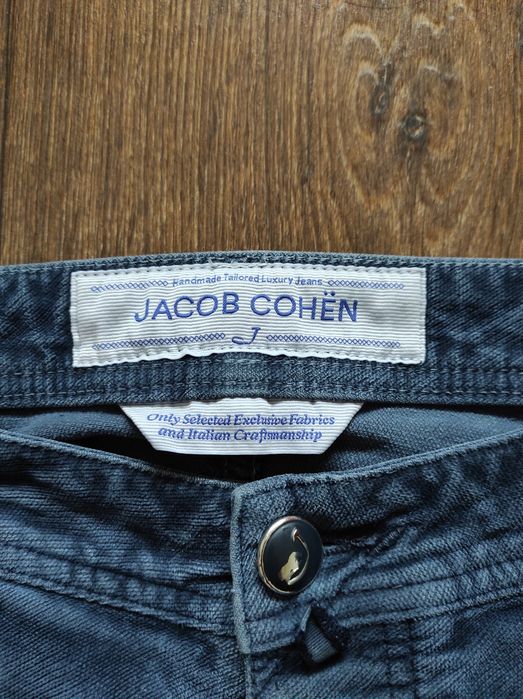 Handmade Tailored Luxury Jeans
JACOB COHËN
J
Only Selected Exclusive Fabrics
and Italian Craftsmanship